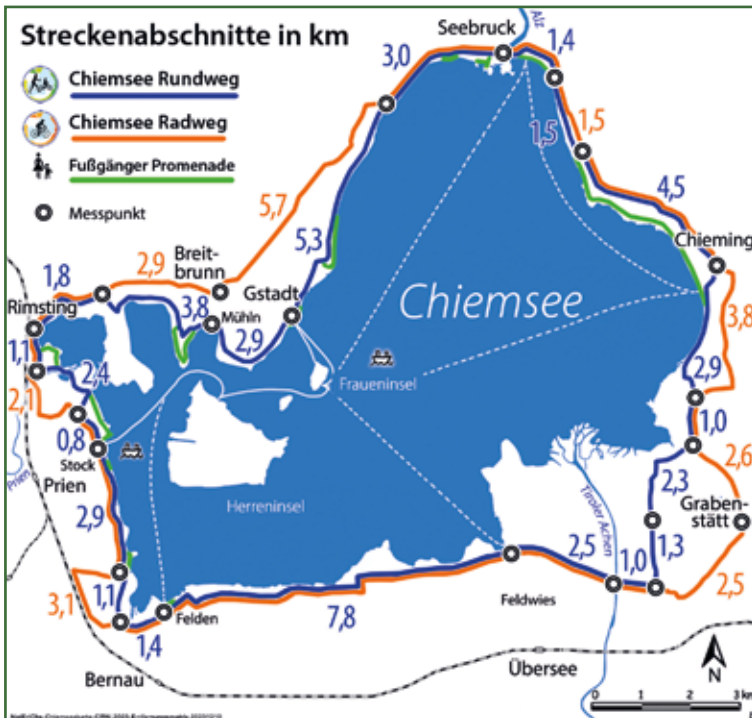 Streckenabschnitte in km
Chiemsee Rundweg
Chiemsee Radweg
Fußgänger Promenade
Messpunkt
Seebruck
Alz
1,4
3,0
1,5
1,5
4,5
5,7
Chieming
Breit-
brunn
2,9
1,8
5,3
Gstadt
Rimsting
3,8
Mühln
2,9
Chiemsee
3,8
1,1
2,4
Fraueninsel
2,9
2,1
0,8
1,0
Stock
2,6
Prien
Prien
2,3
2,9
Herreninsel
Tiroler Achen
Graben-
stätt
1,3
2,5
1,0
2,5
3,1
1,1
Feldwies
Felden
7,8
1,4
Übersee
N
Bernau
0
1
2
3 km